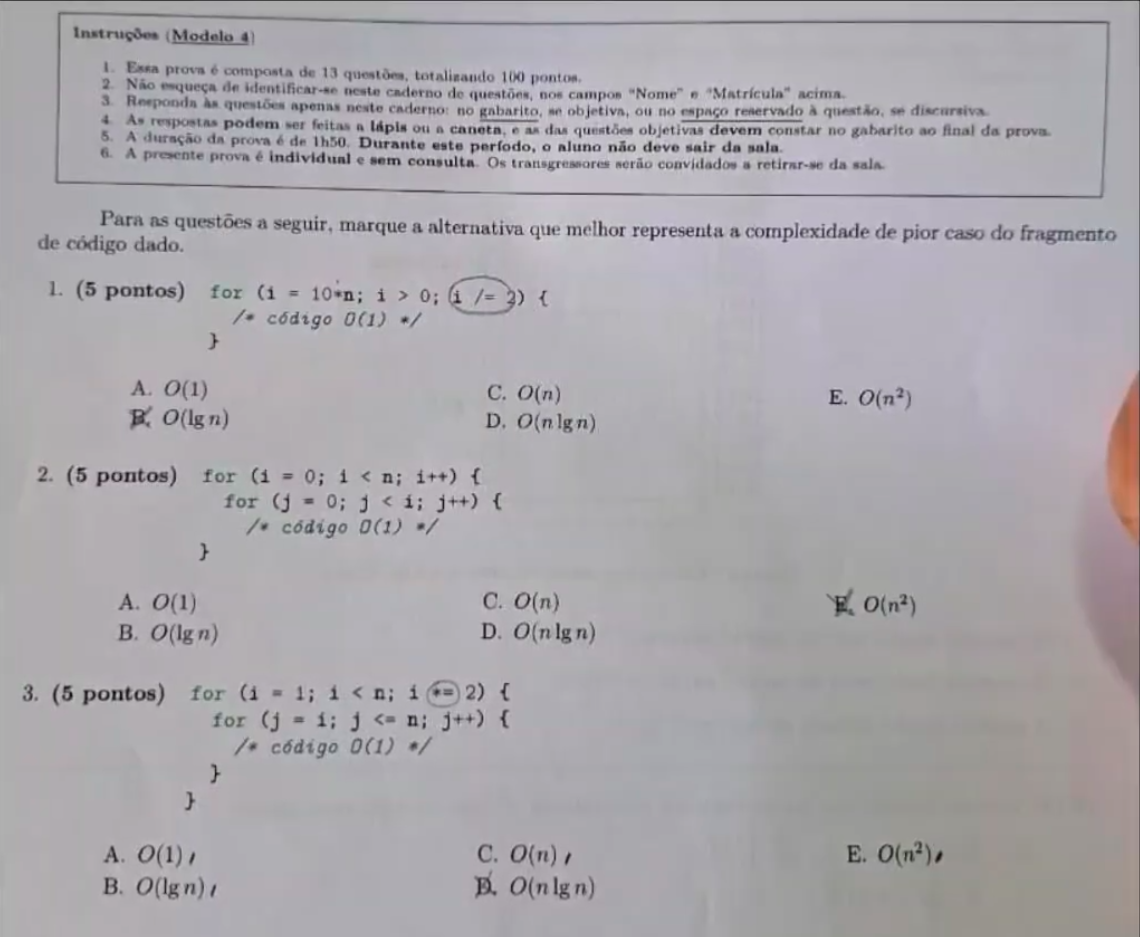 Instruções (Modelo 4)
1. Essa prova é composta de 13 questões, totalizando 100 pontos.
2. Não esqueça de identificar-se neste caderno de questões, nos campos "Nome" e "Matrícula" acima.
3. Responda às questões apenas neste caderno: no gabarito, se objetiva, ou no espaço reservado à questão, se discursiva.
4. As respostas podem ser feitas a lápis ou a caneta, e as das questões objetivas devem constar no gabarito ao final da prova.
5. A duração da prova é de 1h50. Durante este período, o aluno não deve sair da sala.
6. A presente prova é individual e sem consulta. Os transgressores serão convidados a retirar-se da sala.
Para as questões a seguir, marque a alternativa que melhor representa a complexidade de pior caso do fragmento
de código dado.
1. (5 pontos) for (i = 10*n; i > 0; i /= 2) {
/* código O(1) */
}
A. O(1) C. O(n) E. O(n²)
B. O(lg n) D. O(n lg n)
2. (5 pontos) for (i = 0; i < n; i++) {
for (j = 0; j < i; j++) {
/* código O(1) */
}
A. O(1) C. O(n) E. O(n²)
B. O(lg n) D. O(n lg n)
3. (5 pontos) for (i = 1; i < n; i *= 2) {
for (j = i; j <= n; j++) {
/* código O(1) */
}
}
A. O(1) C. O(n) E. O(n²)
B. O(lg n) D. O(n lg n)